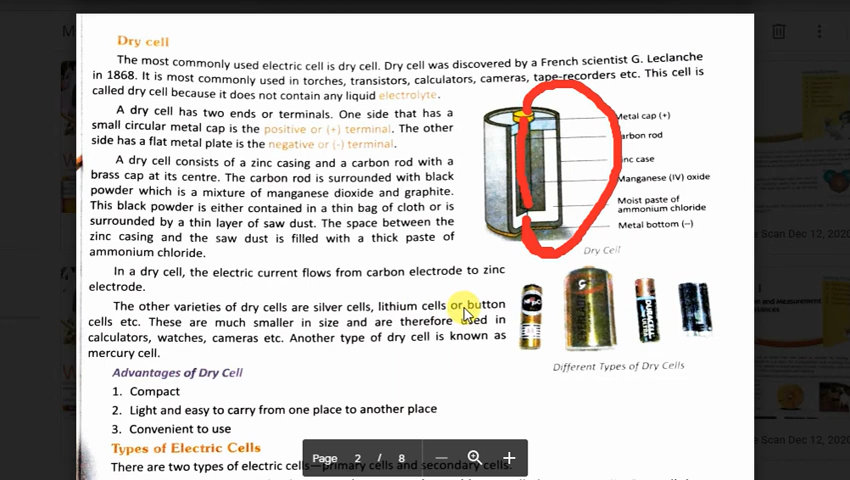 Dry cell
The most commonly used electric cell is dry cell. Dry cell was discovered by a French scientist G. Leclanche
in 1868. It is most commonly used in torches, transistors, calculators, cameras, tape-recorders etc. This cell is
called dry cell because it does not contain any liquid electrolyte.
A dry cell has two ends or terminals. One side that has a
small circular metal cap is the positive or (+) terminal. The other
side has a flat metal plate is the negative or (-) terminal.
A dry cell consists of a zinc casing and a carbon rod with a
brass cap at its centre. The carbon rod is surrounded with black
powder which is a mixture of manganese dioxide and graphite.
This black powder is either contained in a thin bag of cloth or is
surrounded by a thin layer of saw dust. The space between the
zinc casing and the saw dust is filled with a thick paste of
ammonium chloride.
Metal cap (+)
arbon rod
inc case
Manganese (IV) oxide
Moist paste of
ammonium chloride
Metal bottom (–)
Dry Cell
In a dry cell, the electric current flows from carbon electrode to zinc
electrode.
The other varieties of dry cells are silver cells, lithium cells or button
cells etc. These are much smaller in size and are therefore used in
calculators, watches, cameras etc. Another type of dry cell is known as
mercury cell.
DURACELL
Different Types of Dry Cells
Advantages of Dry Cell
1. Compact
2. Light and easy to carry from one place to another place
3. Convenient to use
Types of Electric Cells
There are two types of electric cells—primary cells and secondary cells.
Page 2 / 8
Scan Dec 12, 20
on and Measurement
Scan Dec 12, 20